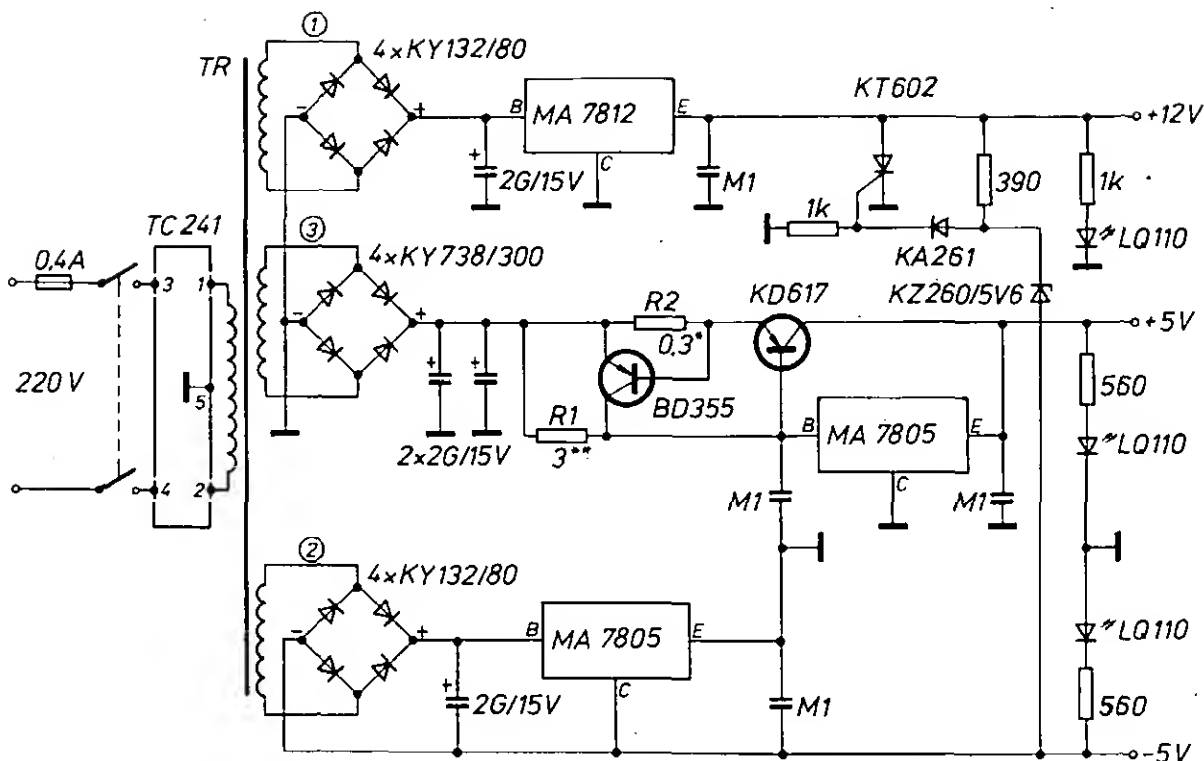 ①
4×KY132/80
TR
KT602
B
MA 7812
E
+12V
C
+
-
+
2G/15V
M1
390
1k
1k
TC 241
③
KA261
LQ110
4×KY738/300
0,4A
3
1
KZ260/5V6
R2
KD617
-
+
0,3*
+5V
220 V
5
+
+
BD355
560
R1
3**
B
MA 7805
E
LQ110
2×2G/15V
C
4
2
M1
M1
②
4×KY132/80
-
+
B
MA 7805
E
LQ110
C
+
2G/15V
M1
560
-5V